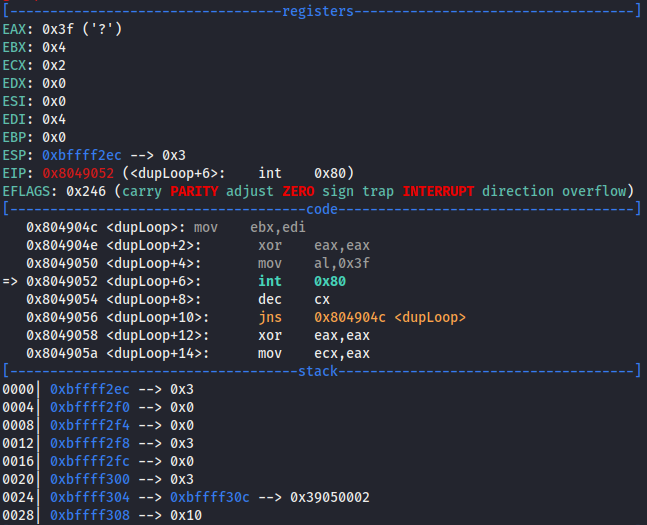 [----------------------------------registers-----------------------------------]
EAX: 0x3f ('?')
EBX: 0x4
ECX: 0x2
EDX: 0x0
ESI: 0x0
EDI: 0x4
EBP: 0x0
ESP: 0xbffff2ec --> 0x3
EIP: 0x8049052 (<dupLoop+6>: int 0x80)
EFLAGS: 0x246 (carry PARITY adjust ZERO sign trap INTERRUPT direction overflow)
[-------------------------------------code-------------------------------------]
0x804904c <dupLoop>: mov ebx,edi
0x804904e <dupLoop+2>: xor eax,eax
0x8049050 <dupLoop+4>: mov al,0x3f
=> 0x8049052 <dupLoop+6>: int 0x80
0x8049054 <dupLoop+8>: dec cx
0x8049056 <dupLoop+10>: jns 0x804904c <dupLoop>
0x8049058 <dupLoop+12>: xor eax,eax
0x804905a <dupLoop+14>: mov ecx,eax
[------------------------------------stack-------------------------------------]
0000| 0xbffff2ec --> 0x3
0004| 0xbffff2f0 --> 0x0
0008| 0xbffff2f4 --> 0x0
0012| 0xbffff2f8 --> 0x3
0016| 0xbffff2fc --> 0x0
0020| 0xbffff300 --> 0x3
0024| 0xbffff304 --> 0xbffff30c --> 0x39050002
0028| 0xbffff308 --> 0x10